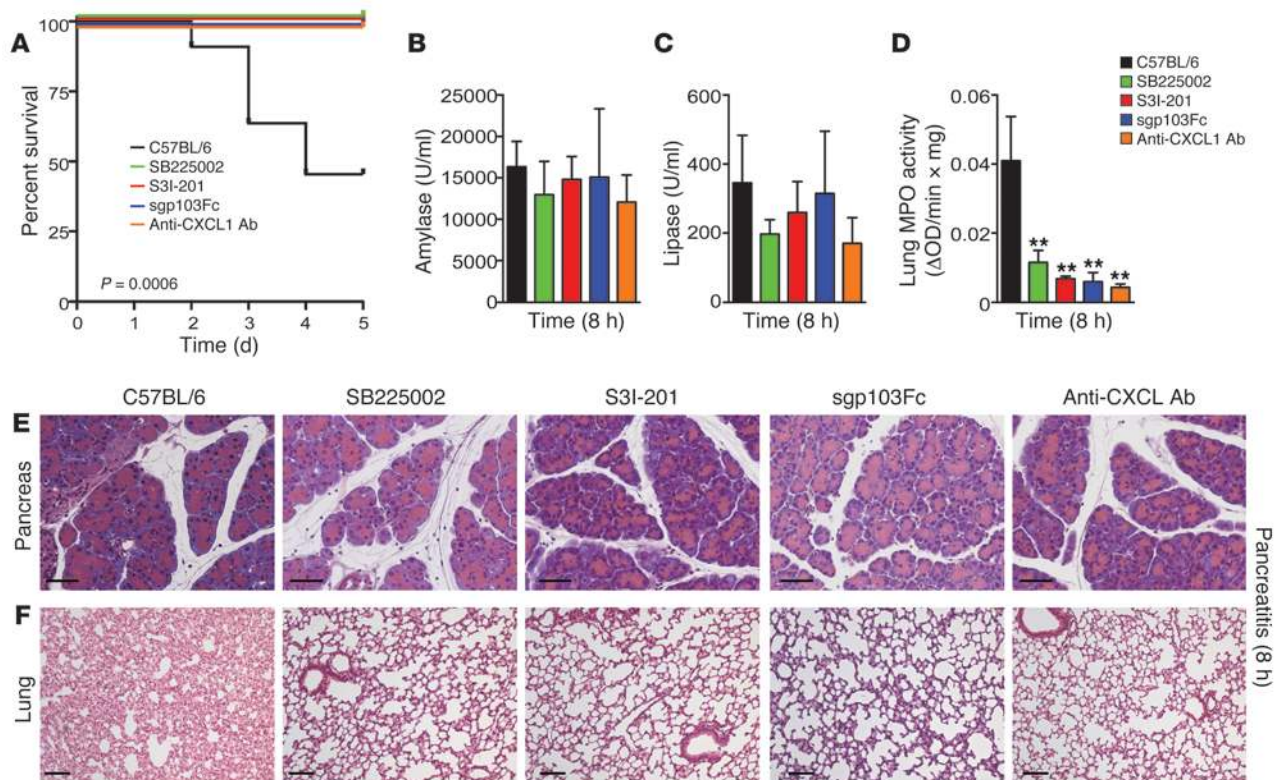 A
Percent survival
100
75
50
25
0
C57BL/6
SB225002
S3I-201
sgp103Fc
Anti-CXCL1 Ab
P = 0.0006
0 1 2 3 4 5
Time (d)
B
Amylase (U/ml)
25000
20000
15000
10000
5000
0
Time (8 h)
C
Lipase (U/ml)
600
400
200
0
Time (8 h)
D
C57BL/6
SB225002
S3I-201
sgp103Fc
Anti-CXCL1 Ab
Lung MPO activity
(ΔOD/min × mg)
0.06
0.04
0.02
0
** ** ** **
Time (8 h)
C57BL/6 SB225002 S3I-201 sgp103Fc Anti-CXCL Ab
E
Pancreas
F
Lung
Pancreatitis (8 h)